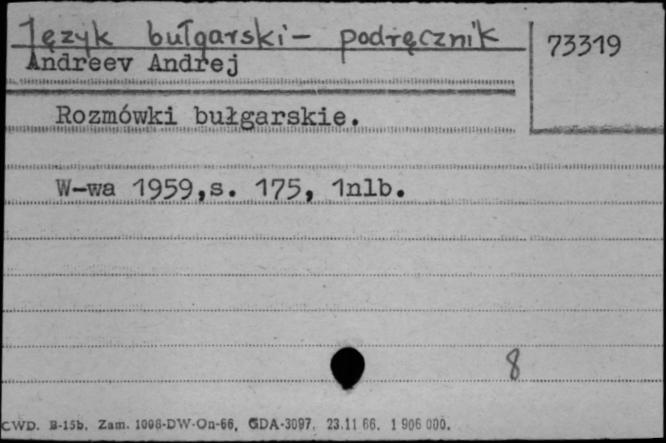 Język bułgarski - podręcznik
73319
Andreev Andrej
Rozmówki bułgarskie.
W-wa 1959,s. 175, 1nlb.
8
CWD. B-15b. Zam. 1008-DW-On-66. GDA-3097. 23.11 66. 1 906 000.